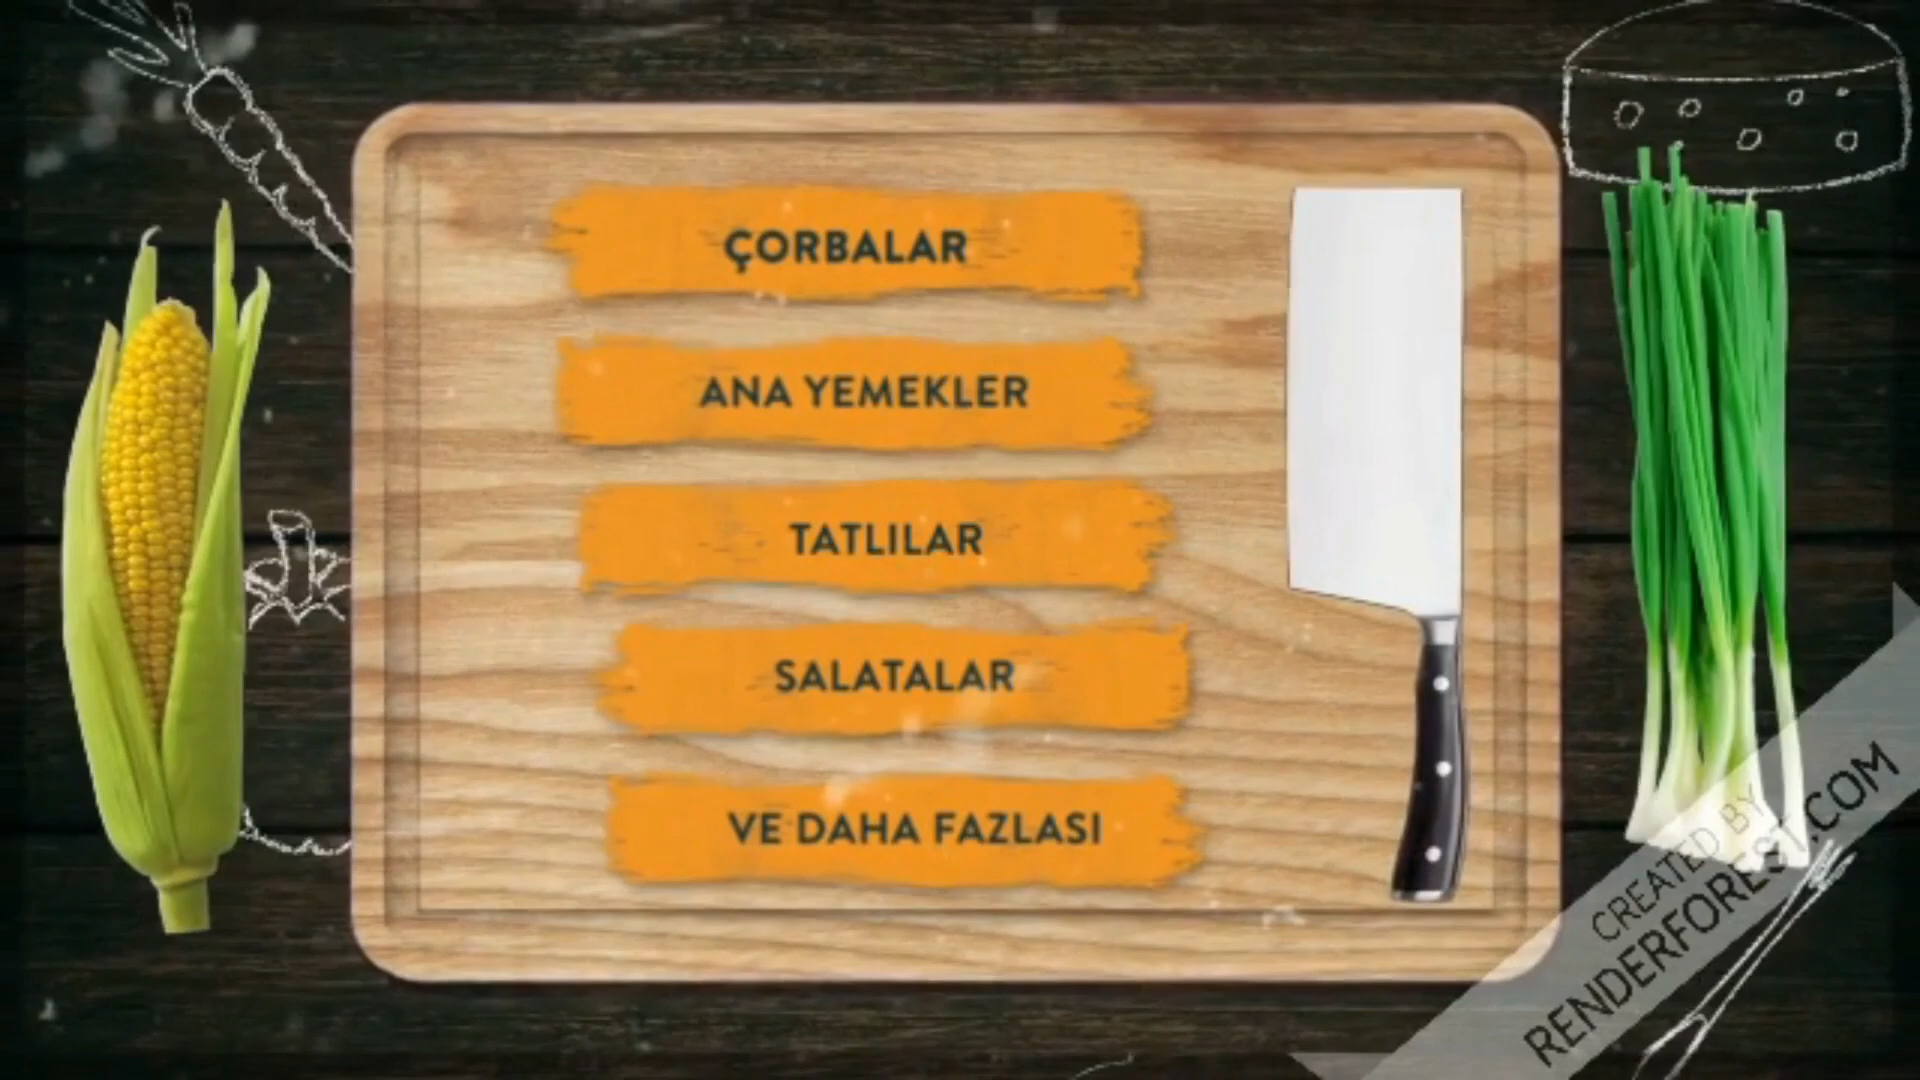 ÇORBALAR
ANA YEMEKLER
TATLILAR
SALATALAR
VE DAHA FAZLASI
CREATED BY
RENDERFOREST.COM